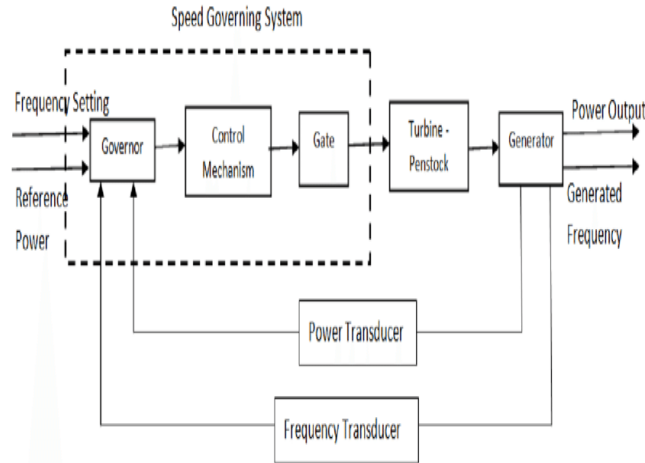 Speed Governing System
Frequency Setting
Power Output
Governor
Control
Mechanism
Gate
Turbine -
Penstock
Generator
Reference
Power
Generated
Frequency
Power Transducer
Frequency Transducer